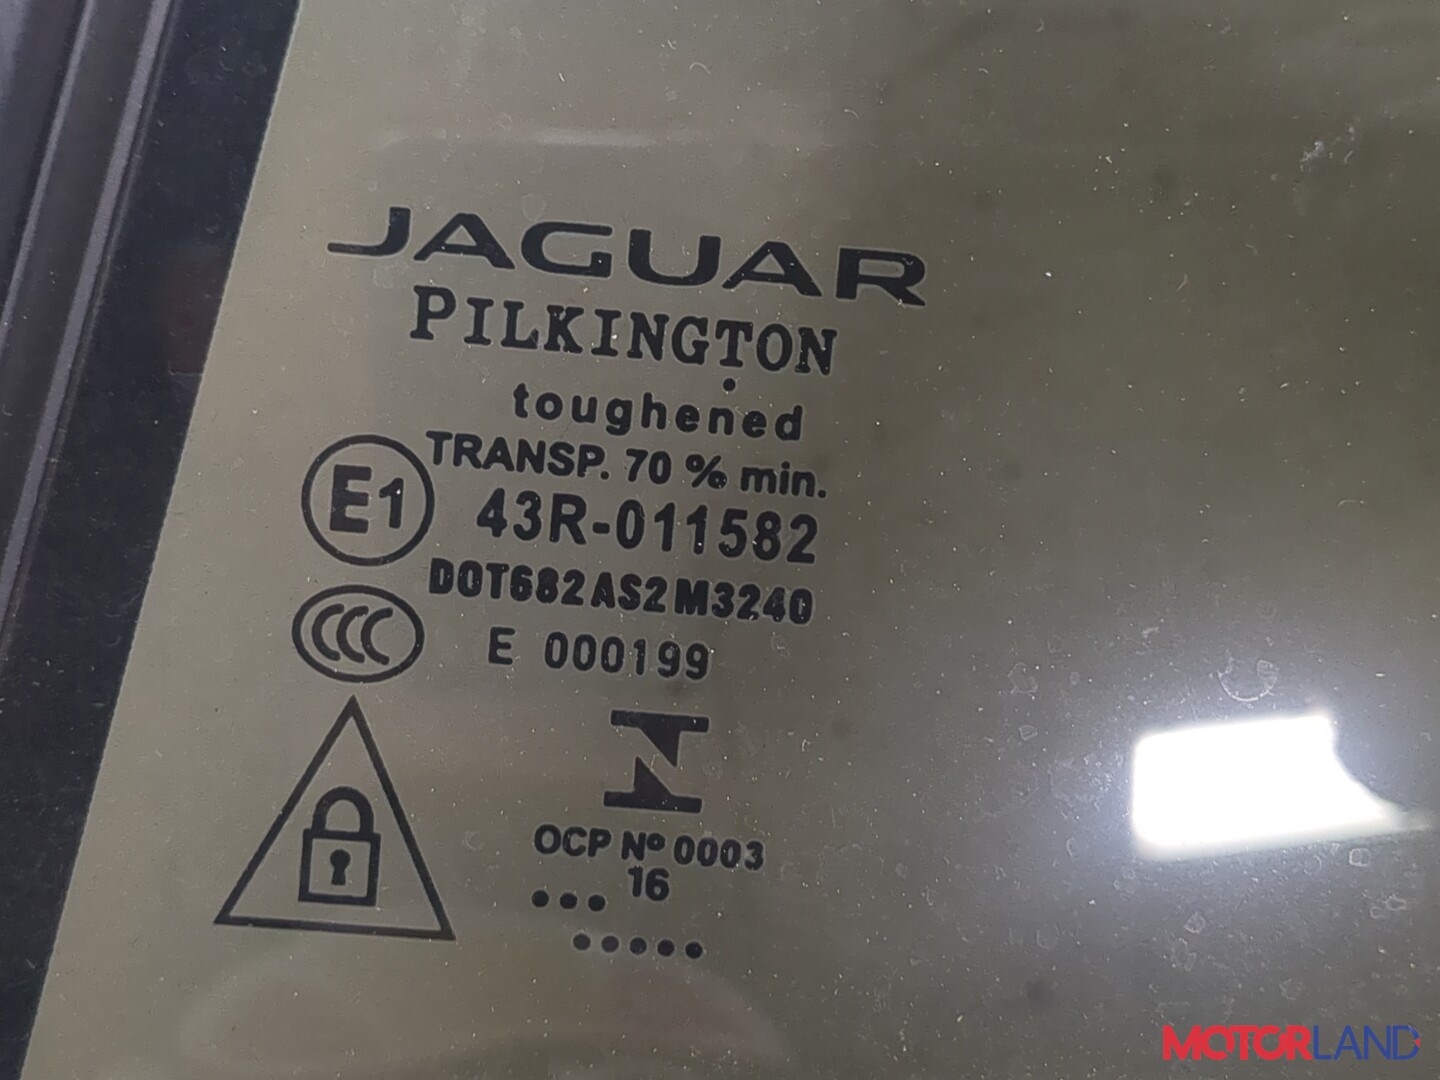 JAGUAR
PILKINGTON
toughened
TRANSP. 70 % min.
E1 43R-011582
DOT682AS2M3240
CCC
E 000199
OCP Nº 0003
16
MOTORLAND